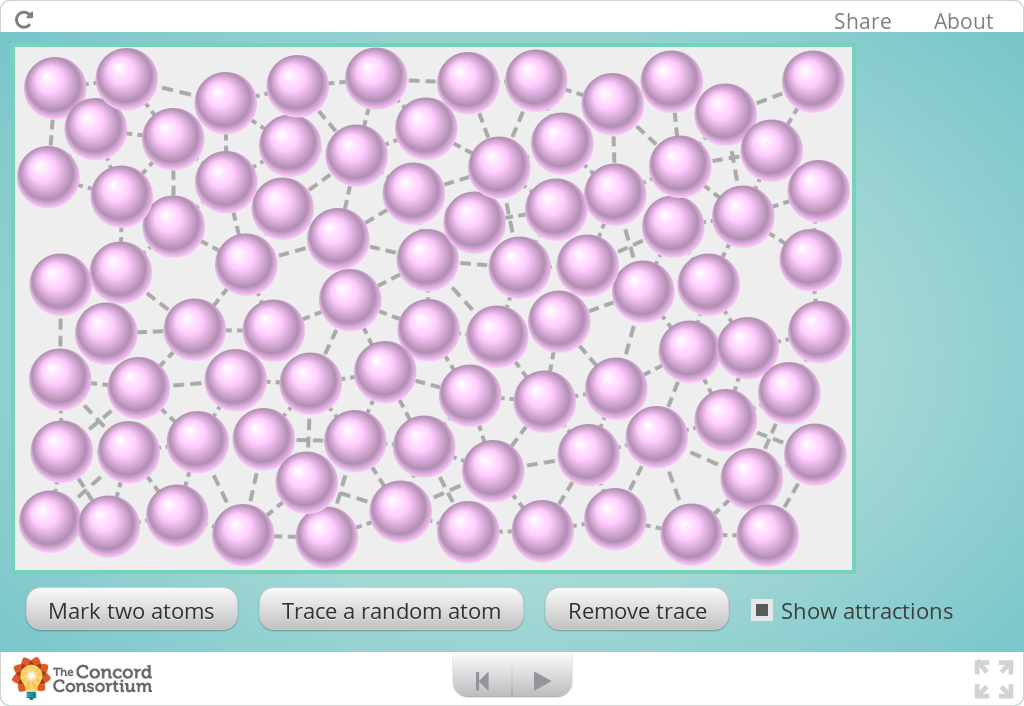 Share About
Mark two atoms Trace a random atom Remove trace Show attractions
The Concord
Consortium